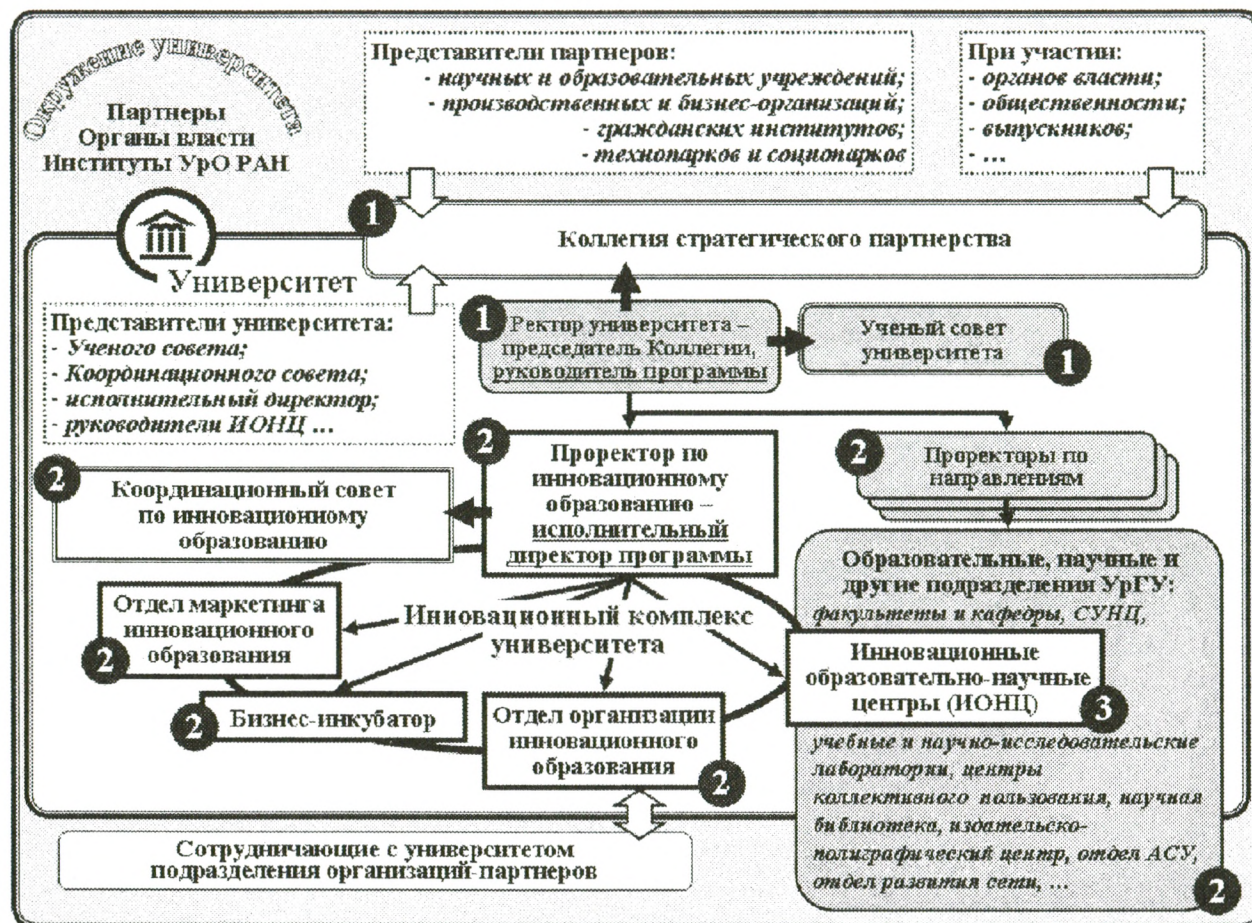 Окружение университета
Партнеры
Органы власти
Институты УрО РАН
Представители партнеров:
- научных и образовательных учреждений;
- производственных и бизнес-организаций;
- гражданских институтов;
- технопарков и социопарков
При участии:
- органов власти;
- общественности;
- выпускников;
- ...
1
Коллегия стратегического партнерства
Университет
Представители университета:
- Ученого совета;
- Координационного совета;
- исполнительный директор;
- руководители ИОНЦ ...
1
Ректор университета –
председатель Коллегии,
руководитель программы
Ученый совет
университета
1
2
Координационный совет
по инновационному
образованию
2
Проректор по
инновационному
образованию –
исполнительный
директор программы
2
Проректоры по
направлениям
Отдел маркетинга
инновационного
образования
2
Инновационный комплекс
университета
2
Бизнес-инкубатор
Отдел организации
инновационного
образования
2
Образовательные, научные и
другие подразделения УрГУ:
факультеты и кафедры, СУНЦ,
Инновационные
образовательно-научные
центры (ИОНЦ)
3
учебные и научно-исследовательские
лаборатории, центры
коллективного пользования, научная
библиотека, издательско-
полиграфический центр, отдел АСУ,
отдел развития сети, ...
2
Сотрудничающие с университетом
подразделения организаций-партнеров